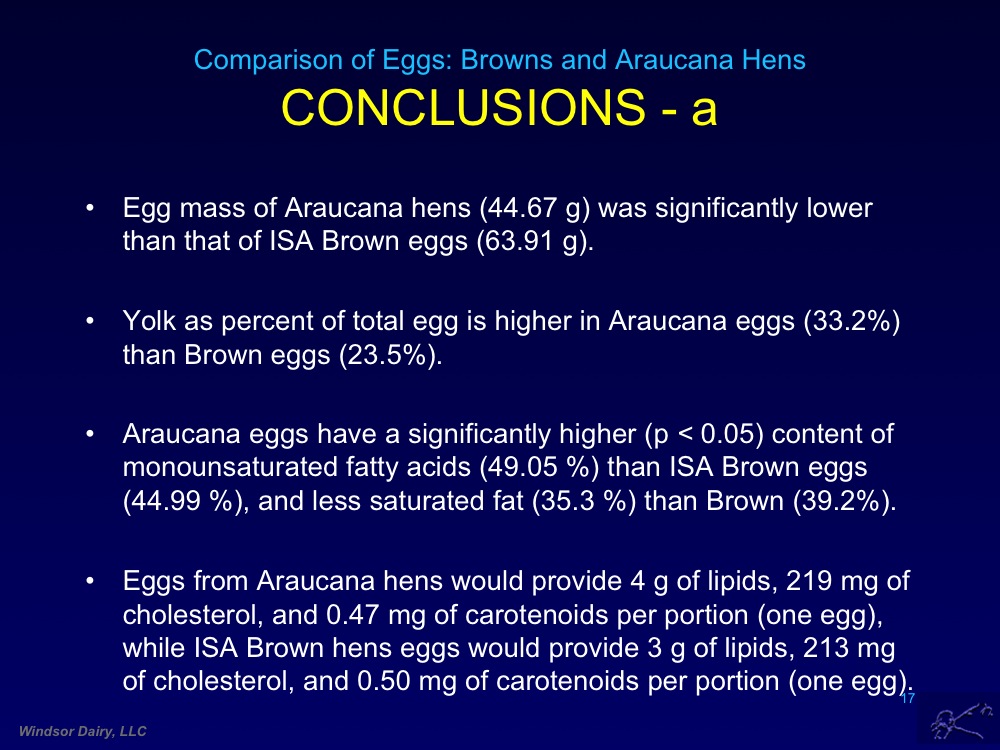 Comparison of Eggs: Browns and Araucana Hens
CONCLUSIONS - a
• Egg mass of Araucana hens (44.67 g) was significantly lower
than that of ISA Brown eggs (63.91 g).
• Yolk as percent of total egg is higher in Araucana eggs (33.2%)
than Brown eggs (23.5%).
• Araucana eggs have a significantly higher (p < 0.05) content of
monounsaturated fatty acids (49.05 %) than ISA Brown eggs
(44.99 %), and less saturated fat (35.3 %) than Brown (39.2%).
• Eggs from Araucana hens would provide 4 g of lipids, 219 mg of
cholesterol, and 0.47 mg of carotenoids per portion (one egg),
while ISA Brown hens eggs would provide 3 g of lipids, 213 mg
of cholesterol, and 0.50 mg of carotenoids per portion (one egg).
17
Windsor Dairy, LLC